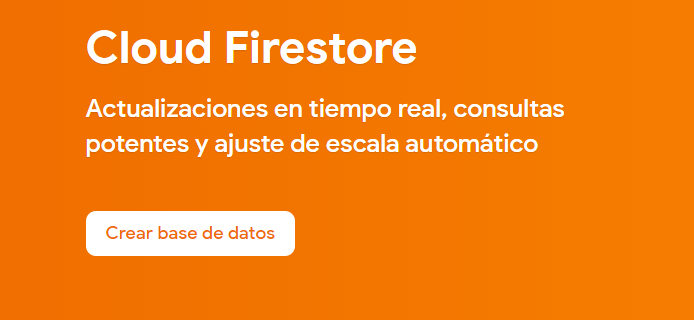 Cloud Firestore
Actualizaciones en tiempo real, consultas
potentes y ajuste de escala automático
Crear base de datos